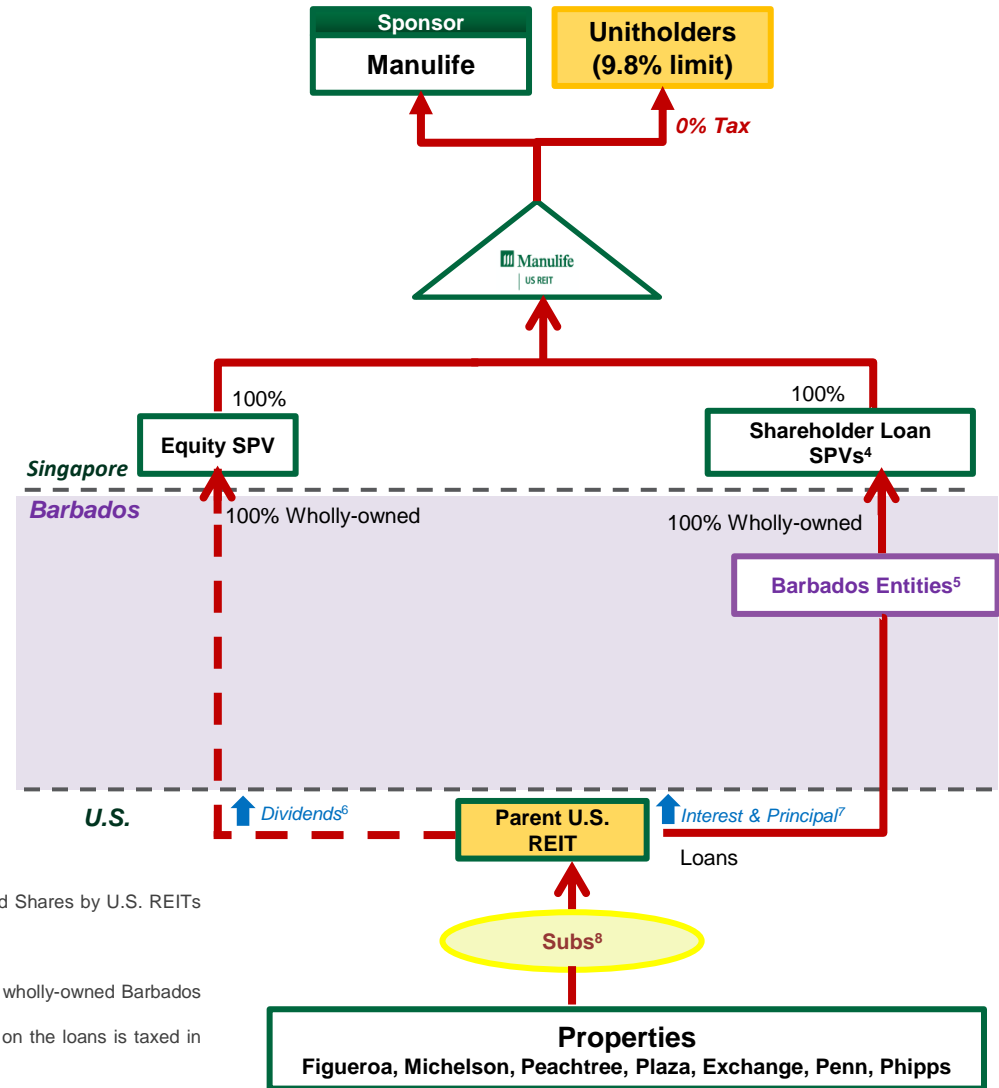 Sponsor
Manulife
Unitholders
(9.8% limit)
0% Tax
Manulife
US REIT
100%
100%
Equity SPV
Shareholder Loan
SPVs⁴
Singapore
Barbados
100% Wholly-owned
100% Wholly-owned
Barbados Entities⁵
U.S.
Dividends⁶
Parent U.S.
REIT
Interest & Principal⁷
Loans
d Shares by U.S. REITs
Subs⁸
wholly-owned Barbados
on the loans is taxed in
Properties
Figueroa, Michelson, Peachtree, Plaza, Exchange, Penn, Phipps